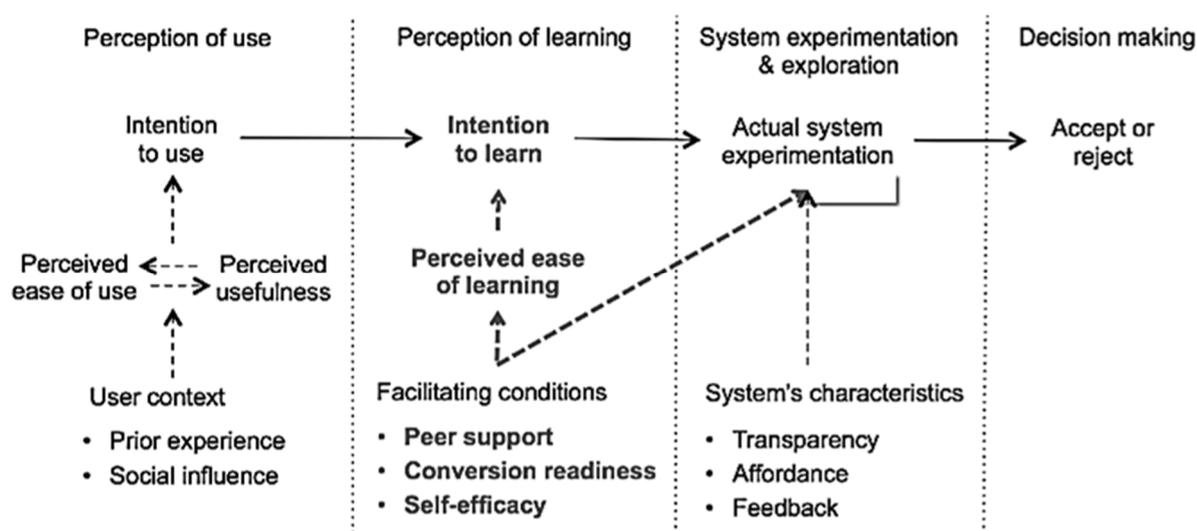 Perception of use
Perception of learning
System experimentation
& exploration
Decision making
Intention
to use
Intention
to learn
Actual system
experimentation
Accept or
reject
Perceived
ease of use
Perceived
usefulness
Perceived ease
of learning
User context
• Prior experience
• Social influence
Facilitating conditions
• Peer support
• Conversion readiness
• Self-efficacy
System's characteristics
• Transparency
• Affordance
• Feedback